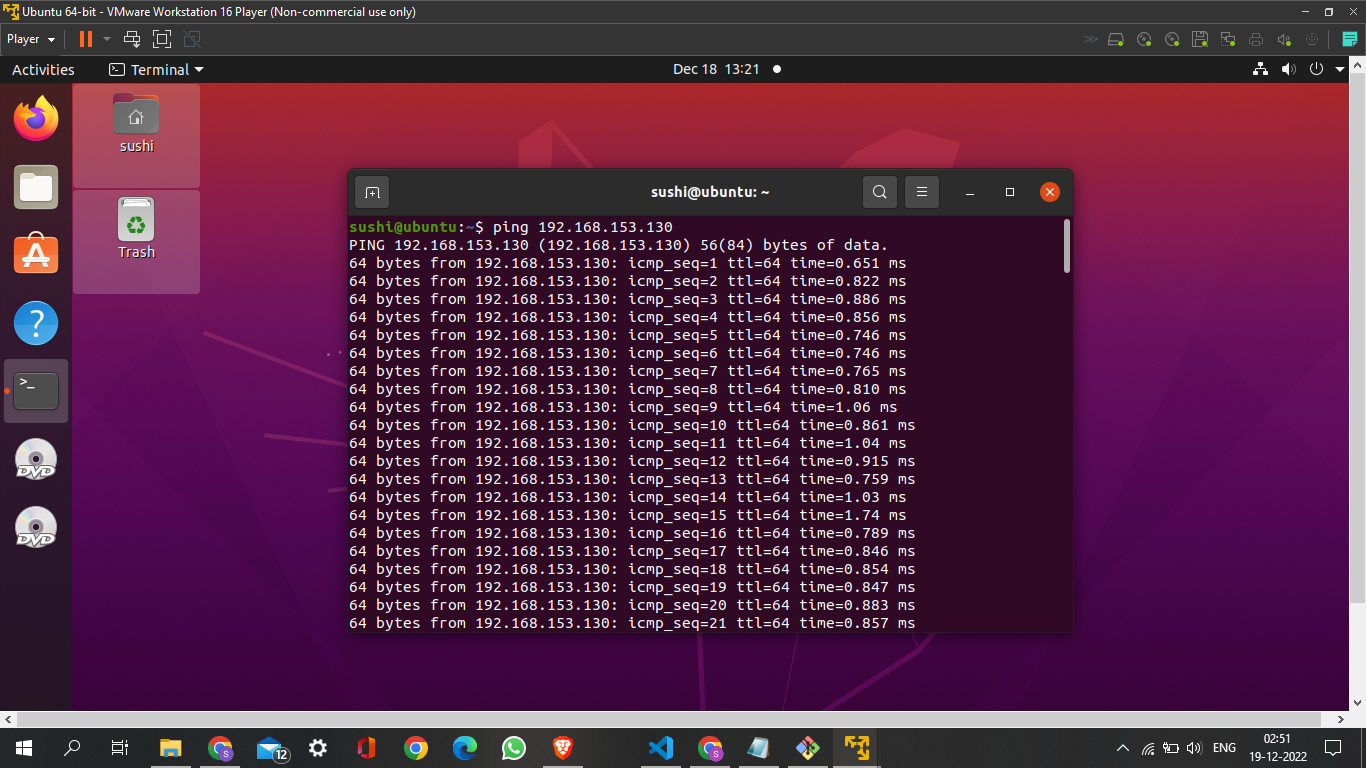 Ubuntu 64-bit - VMware Workstation 16 Player (Non-commercial use only)
Player
Activities
Terminal
Dec 18 13:21
sushi
Trash
sushi@ubuntu: ~
sushi@ubuntu:~$ ping 192.168.153.130
PING 192.168.153.130 (192.168.153.130) 56(84) bytes of data.
64 bytes from 192.168.153.130: icmp_seq=1 ttl=64 time=0.651 ms
64 bytes from 192.168.153.130: icmp_seq=2 ttl=64 time=0.822 ms
64 bytes from 192.168.153.130: icmp_seq=3 ttl=64 time=0.886 ms
64 bytes from 192.168.153.130: icmp_seq=4 ttl=64 time=0.856 ms
64 bytes from 192.168.153.130: icmp_seq=5 ttl=64 time=0.746 ms
64 bytes from 192.168.153.130: icmp_seq=6 ttl=64 time=0.746 ms
64 bytes from 192.168.153.130: icmp_seq=7 ttl=64 time=0.765 ms
64 bytes from 192.168.153.130: icmp_seq=8 ttl=64 time=0.810 ms
64 bytes from 192.168.153.130: icmp_seq=9 ttl=64 time=1.06 ms
64 bytes from 192.168.153.130: icmp_seq=10 ttl=64 time=0.861 ms
64 bytes from 192.168.153.130: icmp_seq=11 ttl=64 time=1.04 ms
64 bytes from 192.168.153.130: icmp_seq=12 ttl=64 time=0.915 ms
64 bytes from 192.168.153.130: icmp_seq=13 ttl=64 time=0.759 ms
64 bytes from 192.168.153.130: icmp_seq=14 ttl=64 time=1.03 ms
64 bytes from 192.168.153.130: icmp_seq=15 ttl=64 time=1.74 ms
64 bytes from 192.168.153.130: icmp_seq=16 ttl=64 time=0.789 ms
64 bytes from 192.168.153.130: icmp_seq=17 ttl=64 time=0.846 ms
64 bytes from 192.168.153.130: icmp_seq=18 ttl=64 time=0.854 ms
64 bytes from 192.168.153.130: icmp_seq=19 ttl=64 time=0.847 ms
64 bytes from 192.168.153.130: icmp_seq=20 ttl=64 time=0.883 ms
64 bytes from 192.168.153.130: icmp_seq=21 ttl=64 time=0.857 ms
>_
DVD
DVD
12
S
S
ENG
02:51
19-12-2022